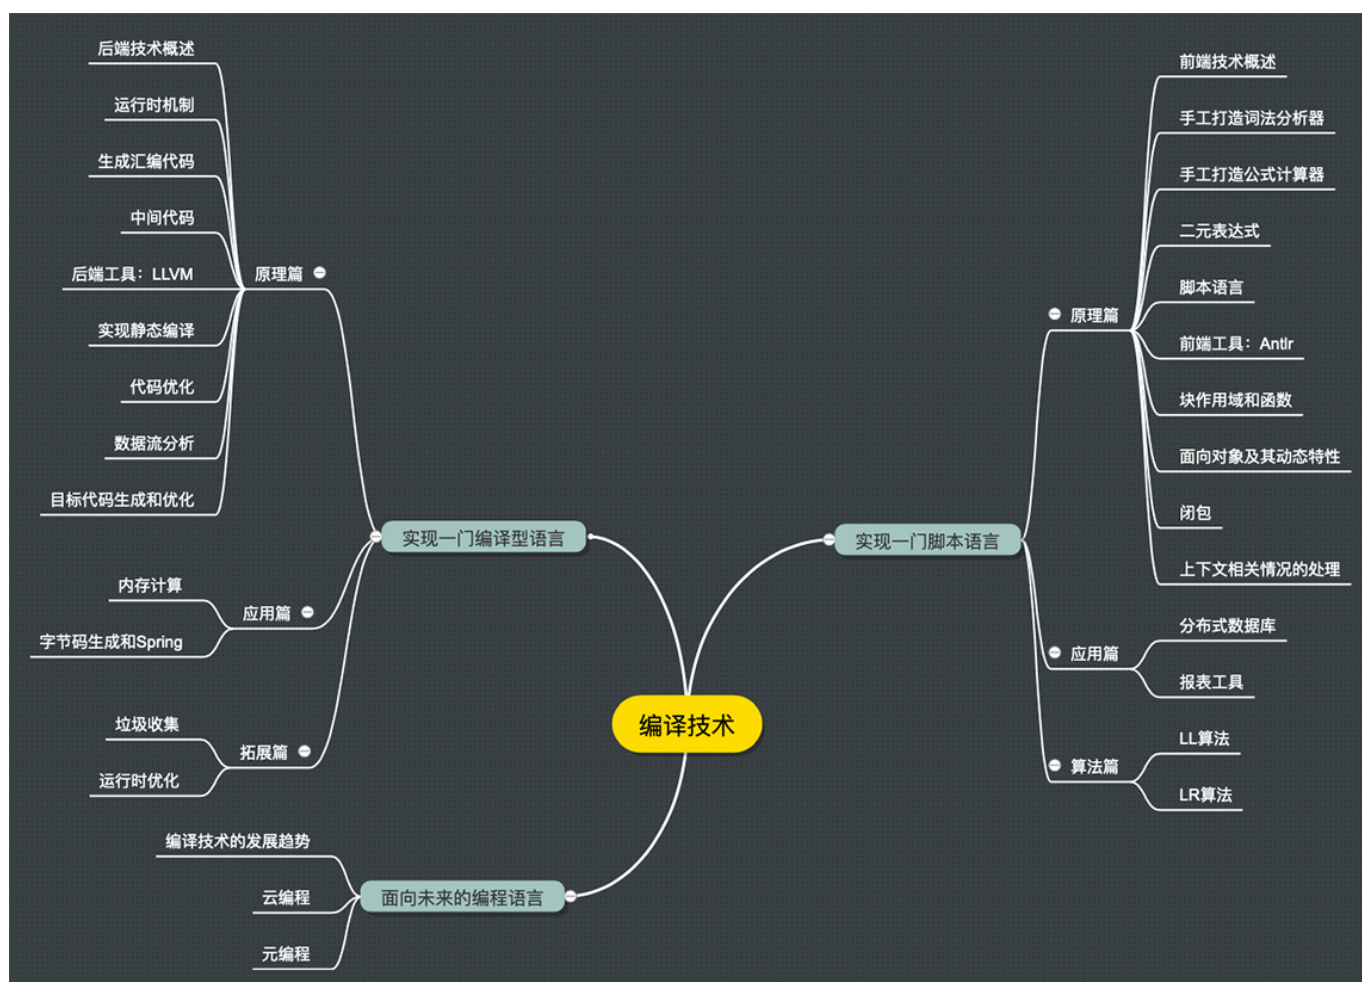 编译技术
实现一门脚本语言
原理篇
前端技术概述
手工打造词法分析器
手工打造公式计算器
二元表达式
脚本语言
前端工具：Antlr
块作用域和函数
面向对象及其动态特性
闭包
上下文相关情况的处理
应用篇
分布式数据库
报表工具
算法篇
LL算法
LR算法
实现一门编译型语言
原理篇
后端技术概述
运行时机制
生成汇编代码
中间代码
后端工具：LLVM
实现静态编译
代码优化
数据流分析
目标代码生成和优化
应用篇
内存计算
字节码生成和Spring
拓展篇
垃圾收集
运行时优化
面向未来的编程语言
编译技术的发展趋势
云编程
元编程